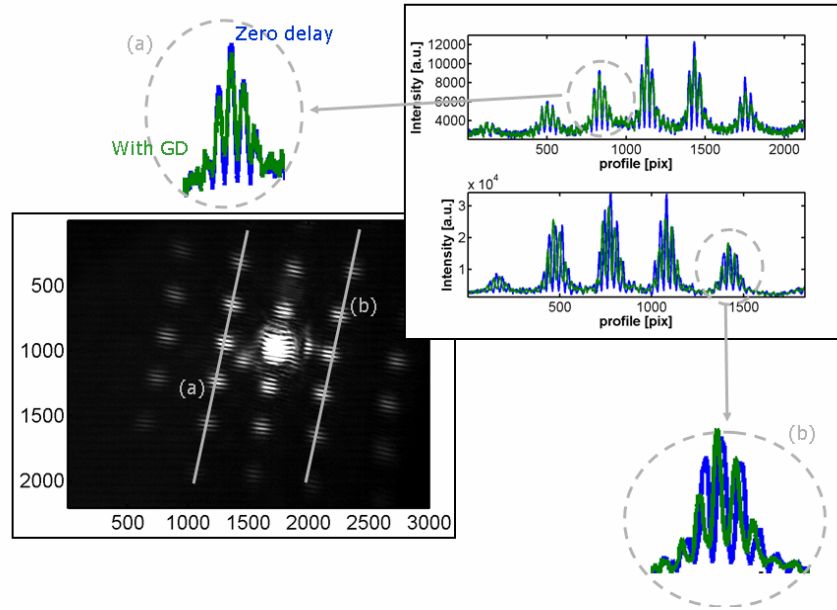 (a)
Zero delay
With GD
Intensity [a.u.]
12000
10000
8000
6000
4000
500
1000
1500
2000
profile [pix]
x 10^4
Intensity [a.u.]
3
2
1
500
1000
1500
profile [pix]
500
1000
1500
2000
(b)
(a)
500
1000
1500
2000
2500
3000
(b)